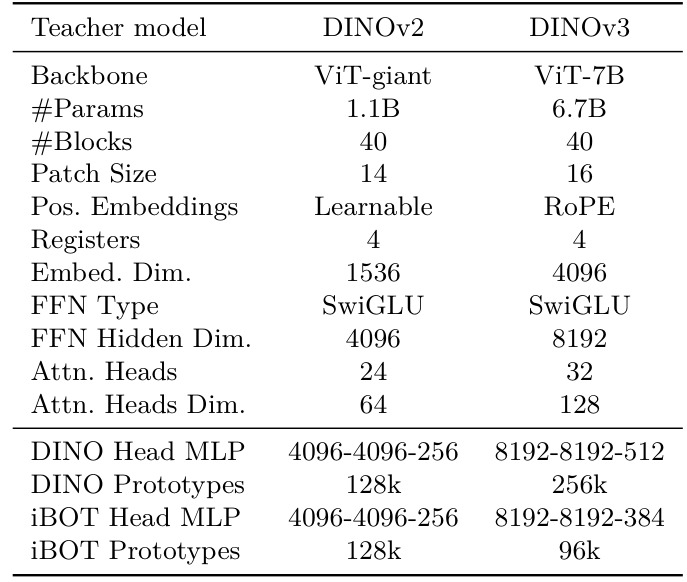 Teacher model DINOv2 DINOv3
Backbone ViT-giant ViT-7B
#Params 1.1B 6.7B
#Blocks 40 40
Patch Size 14 16
Pos. Embeddings Learnable RoPE
Registers 4 4
Embed. Dim. 1536 4096
FFN Type SwiGLU SwiGLU
FFN Hidden Dim. 4096 8192
Attn. Heads 24 32
Attn. Heads Dim. 64 128
DINO Head MLP 4096-4096-256 8192-8192-512
DINO Prototypes 128k 256k
iBOT Head MLP 4096-4096-256 8192-8192-384
iBOT Prototypes 128k 96k